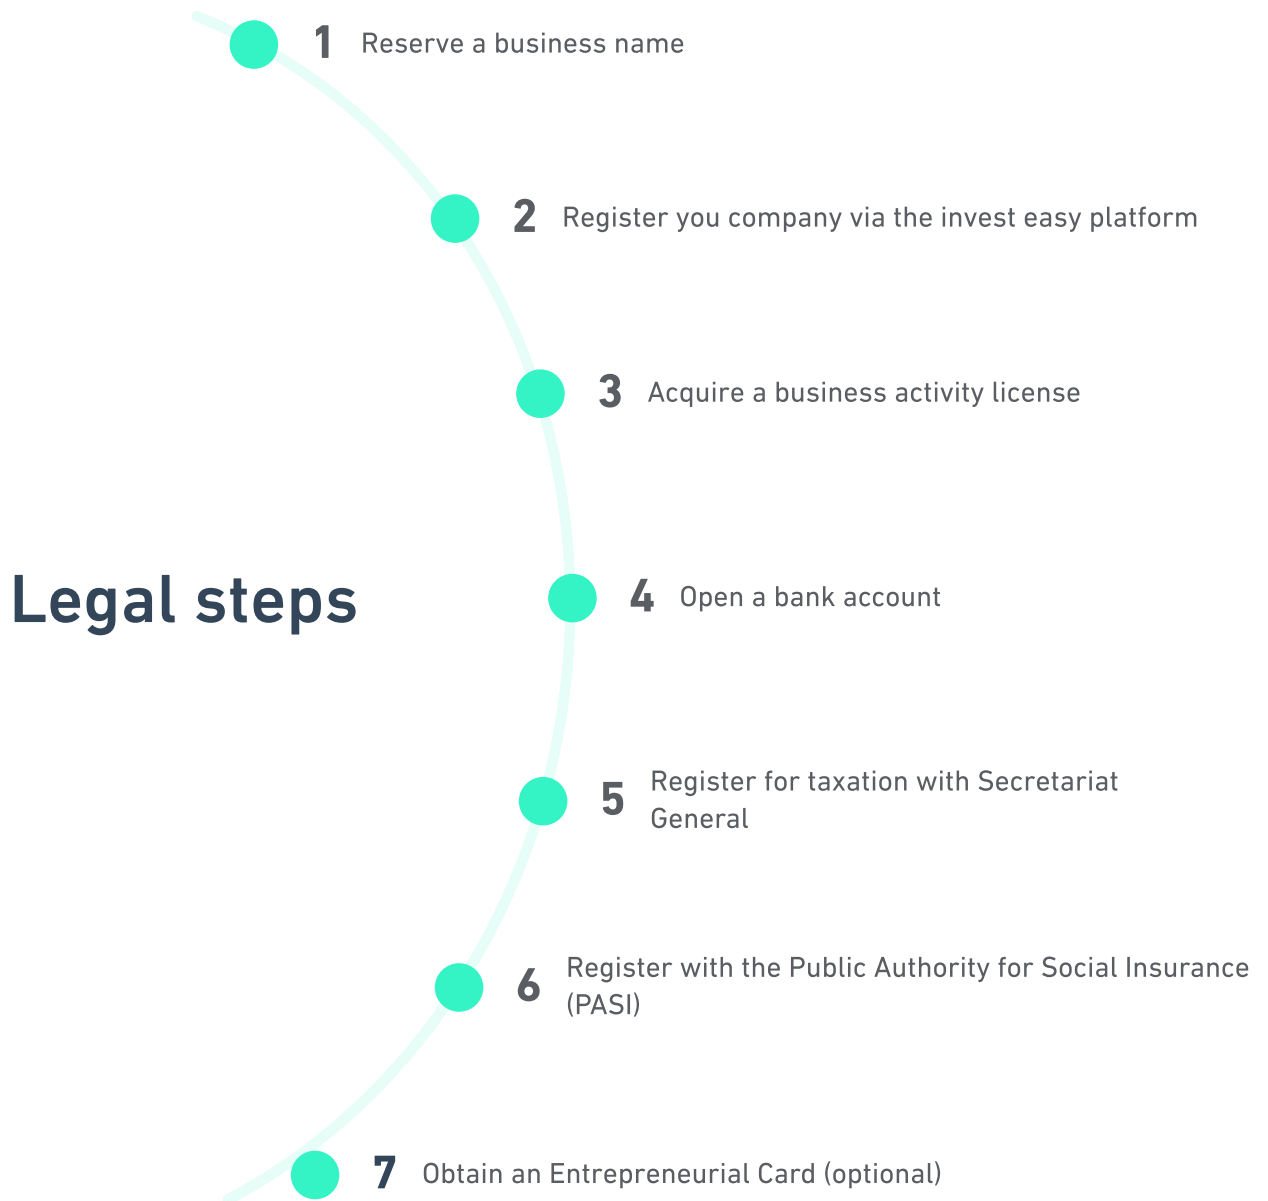 1 Reserve a business name
2 Register you company via the invest easy platform
3 Acquire a business activity license
Legal steps
4 Open a bank account
5 Register for taxation with Secretariat
General
6 Register with the Public Authority for Social Insurance
(PASI)
7 Obtain an Entrepreneurial Card (optional)